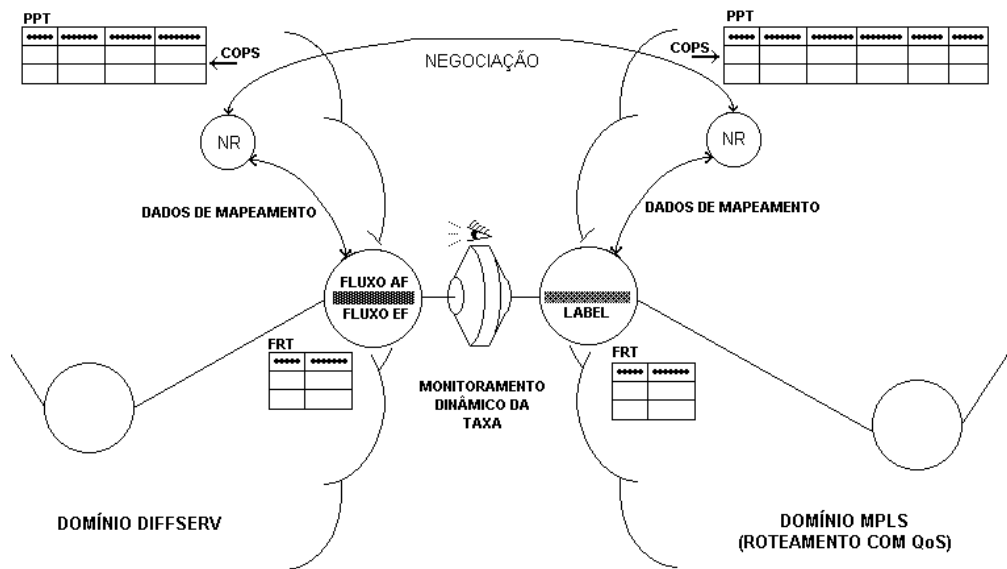 PPT
PPT
COPS
COPS
NEGOCIAÇÃO
NR
NR
DADOS DE MAPEAMENTO
DADOS DE MAPEAMENTO
FLUXO AF
FLUXO EF
LABEL
FRT
FRT
MONITORAMENTO
DINÂMICO DA
TAXA
DOMÍNIO DIFFSERV
DOMÍNIO MPLS
(ROTEAMENTO COM QoS)